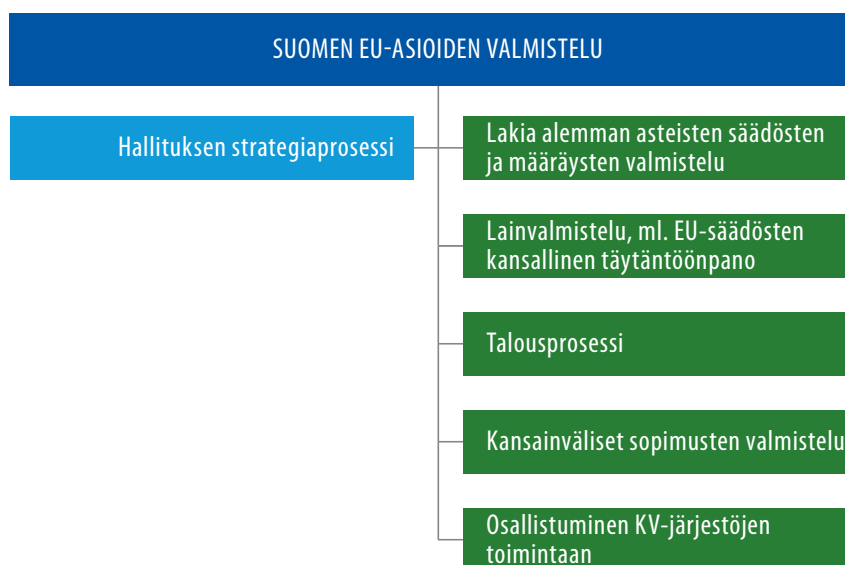 SUOMEN EU-ASIOIDEN VALMISTELU
Hallituksen strategiaprosessi
Lakia alemman asteisten säädösten
ja määräysten valmistelu
Lainvalmistelu, ml. EU-säädösten
kansallinen täytäntöönpano
Talousprosessi
Kansainväliset sopimusten valmistelu
Osallistuminen KV-järjestöjen
toimintaan